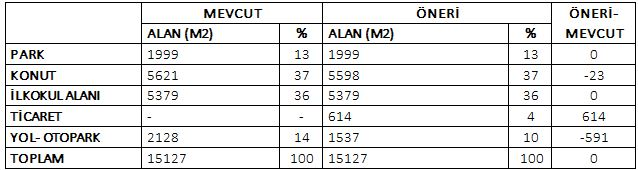 MEVCUT ÖNERİ ÖNERİ-
MEVCUT
ALAN (M2) % ALAN (M2) %
PARK 1999 13 1999 13 0
KONUT 5621 37 5598 37 -23
İLKOKUL ALANI 5379 36 5379 36 0
TİCARET - - 614 4 614
YOL- OTOPARK 2128 14 1537 10 -591
TOPLAM 15127 100 15127 100 0